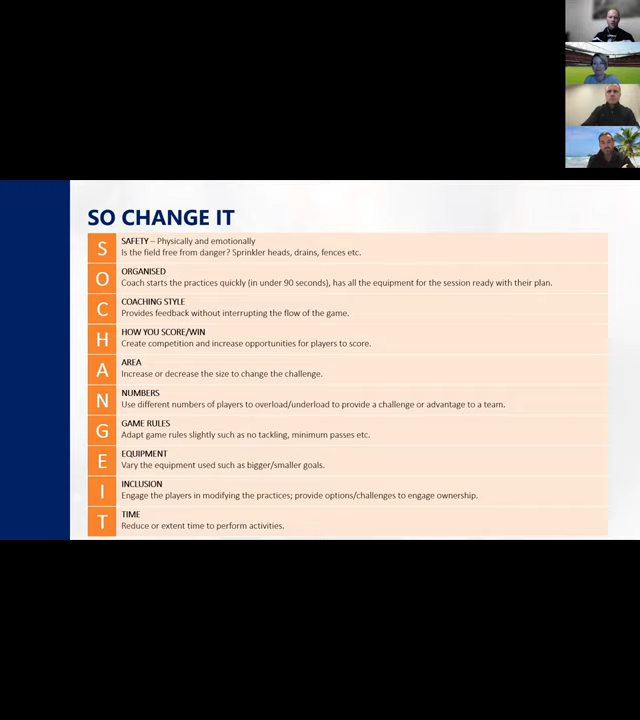 SO CHANGE IT
S
SAFETY – Physically and emotionally
Is the field free from danger? Sprinkler heads, drains, fences etc.
O
ORGANISED
Coach starts the practices quickly (in under 90 seconds), has all the equipment for the session ready with their plan.
C
COACHING STYLE
Provides feedback without interrupting the flow of the game.
H
HOW YOU SCORE/WIN
Create competition and increase opportunities for players to score.
A
AREA
Increase or decrease the size to change the challenge.
N
NUMBERS
Use different numbers of players to overload/underload to provide a challenge or advantage to a team.
G
GAME RULES
Adapt game rules slightly such as no tackling, minimum passes etc.
E
EQUIPMENT
Vary the equipment used such as bigger/smaller goals.
I
INCLUSION
Engage the players in modifying the practices; provide options/challenges to engage ownership.
T
TIME
Reduce or extent time to perform activities.